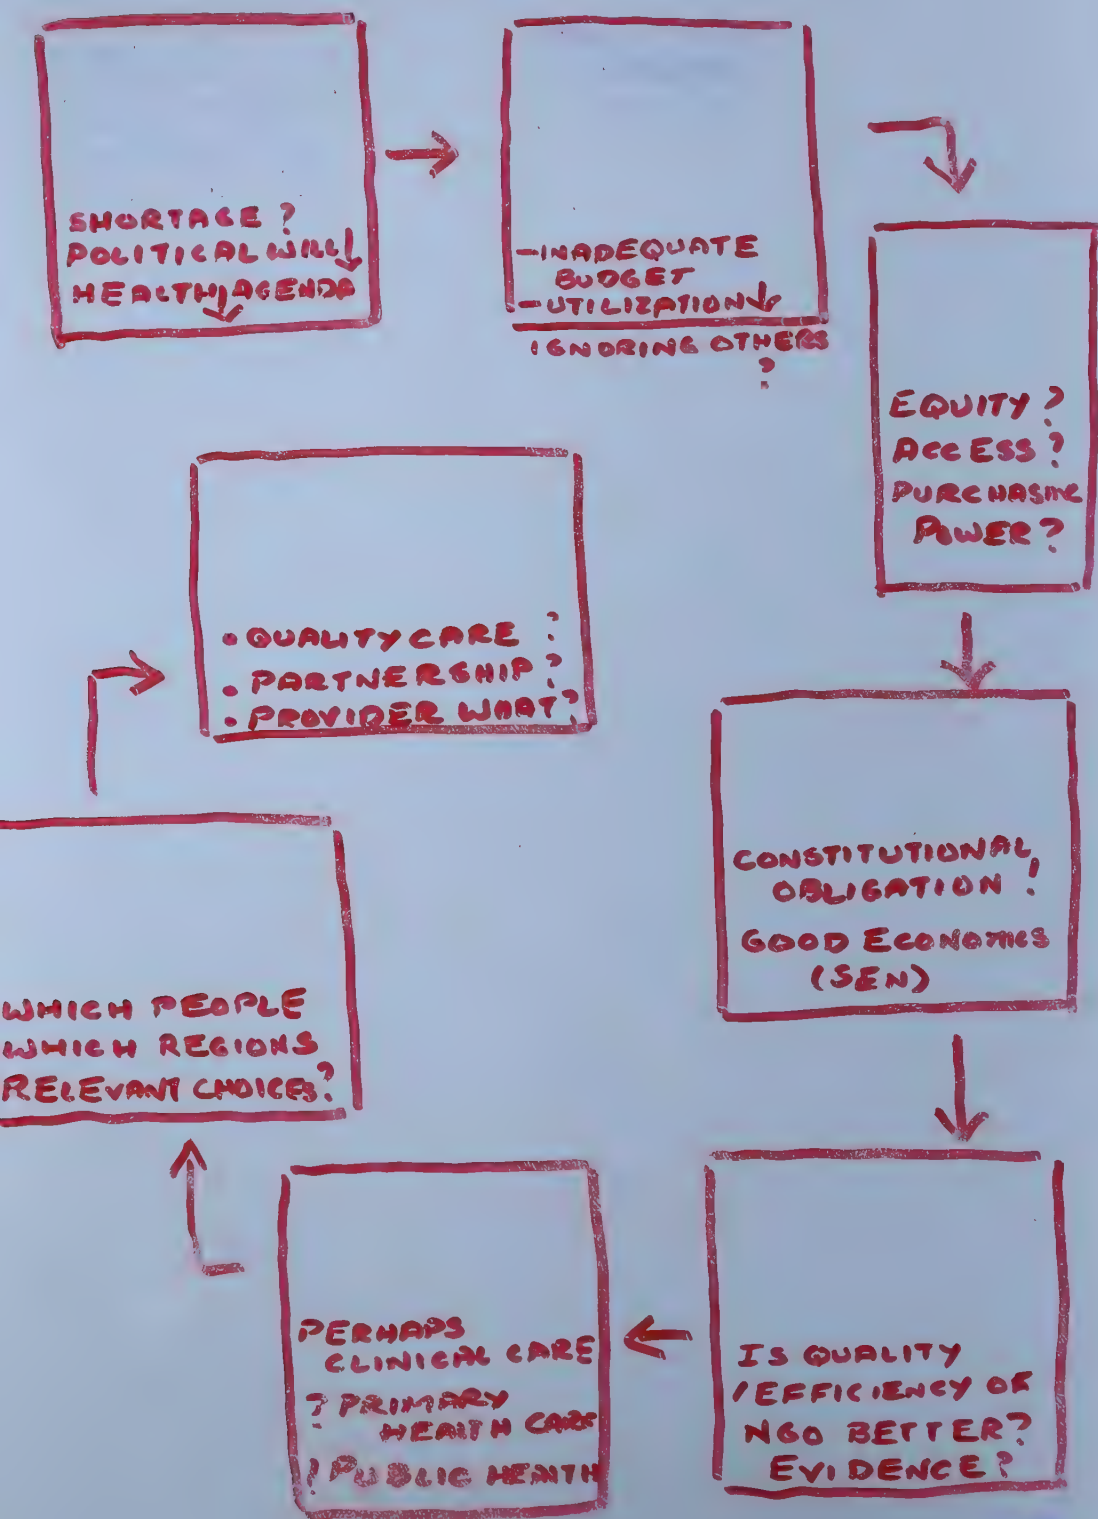 SHORTAGE ?
POLITICAL WILL↓
HEALTH AGENDA↓
-INADEQUATE
BUDGET
-UTILIZATION↓
IGNORING OTHERS
?
EQUITY ?
ACCESS ?
PURCHASING
POWER ?
CONSTITUTIONAL
OBLIGATION !
GOOD ECONOMICS
(SEN)
IS QUALITY
/EFFICIENCY OF
NGO BETTER?
EVIDENCE ?
PERHAPS
CLINICAL CARE
? PRIMARY
HEALTH CARE
! PUBLIC HEALTH
WHICH PEOPLE
WHICH REGIONS
RELEVANT CHOICES?
• QUALITY CARE ?
• PARTNERSHIP ?
• PROVIDER WHAT?